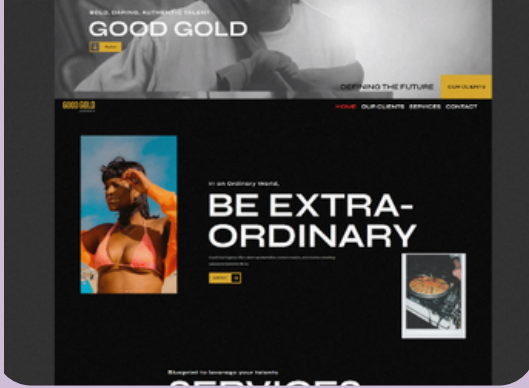 BOLD, DARING, AUTHENTIC TALENT
GOOD GOLD
DEFINING THE FUTURE
OUR CLIENTS
GOOD GOLD
HOME OUR CLIENTS SERVICES CONTACT
In an Ordinary World,
BE EXTRA-
ORDINARY
Blueprint to leverage your talents
SERVICES